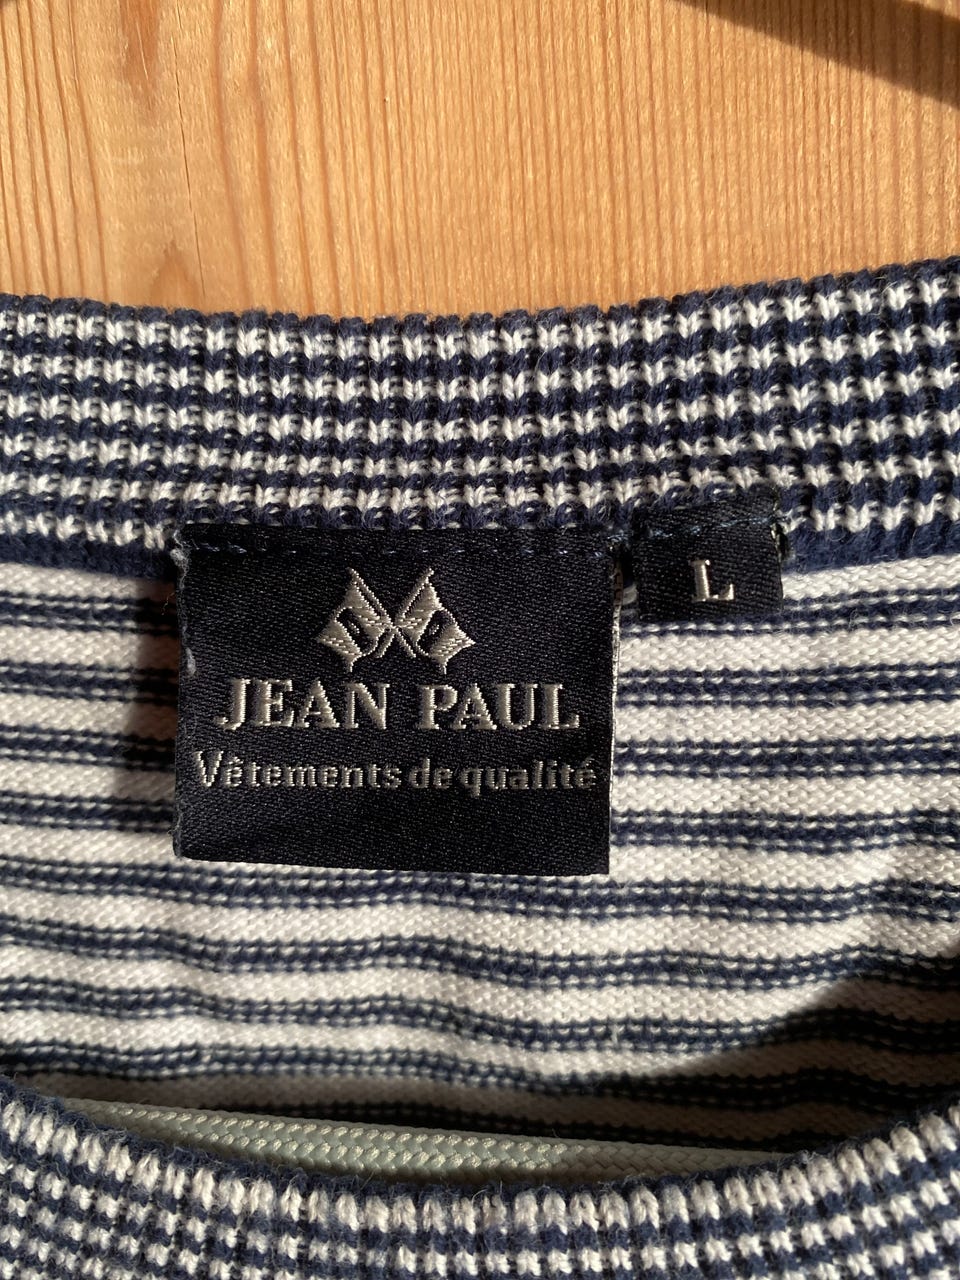 JEAN PAUL
Vêtements de qualité
L